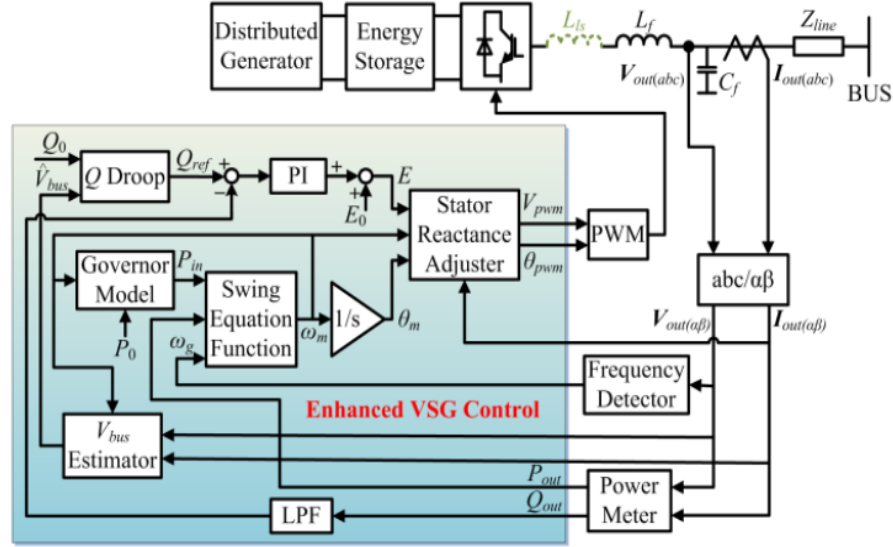 Distributed
Generator
Energy
Storage
L_ls
L_f
Z_line
V_out(abc)
C_f
I_out(abc)
BUS
Q_0
V̂_bus
Q Droop
Q_ref
+
−
PI
+
+
E_0
E
Stator
Reactance
Adjuster
V_pwm
θ_pwm
PWM
abc/αβ
V_out(αβ)
I_out(αβ)
Governor
Model
P_in
P_0
ω_g
Swing
Equation
Function
ω_m
1/s
θ_m
Frequency
Detector
Enhanced VSG Control
V_bus
Estimator
P_out
Q_out
Power
Meter
LPF